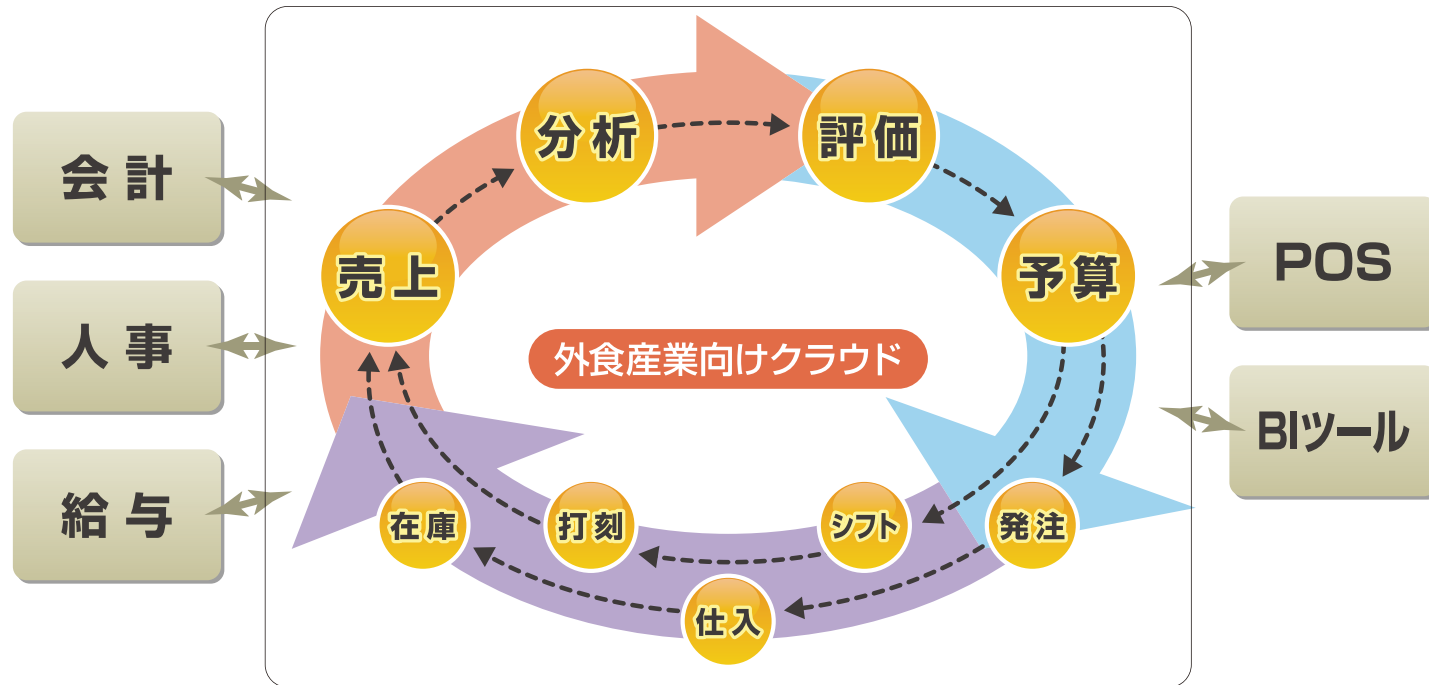 分析
評価
会計
売上
予算
POS
人事
外食産業向けクラウド
BIツール
給与
在庫
打刻
シフト
発注
仕入